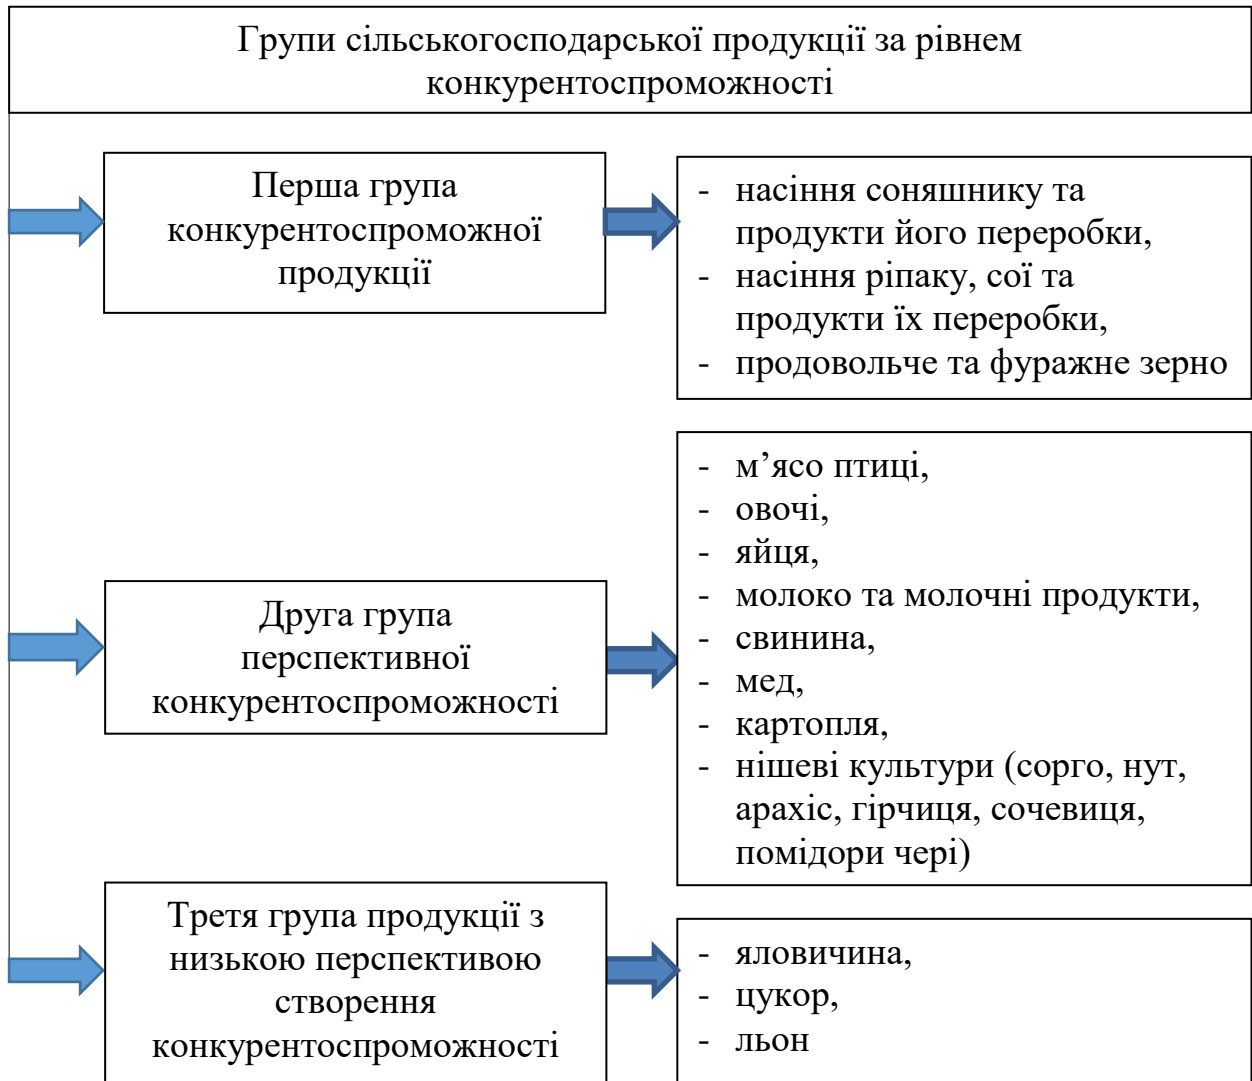 Групи сільськогосподарської продукції за рівнем
конкурентоспроможності
Перша група
конкурентоспроможної
продукції
- насіння соняшнику та
продукти його переробки,
- насіння ріпаку, сої та
продукти їх переробки,
- продовольче та фуражне зерно
Друга група
перспективної
конкурентоспроможності
- м’ясо птиці,
- овочі,
- яйця,
- молоко та молочні продукти,
- свинина,
- мед,
- картопля,
- нішеві культури (сорго, нут,
арахіс, гірчиця, сочевиця,
помідори чері)
Третя група продукції з
низькою перспективою
створення
конкурентоспроможності
- яловичина,
- цукор,
- льон